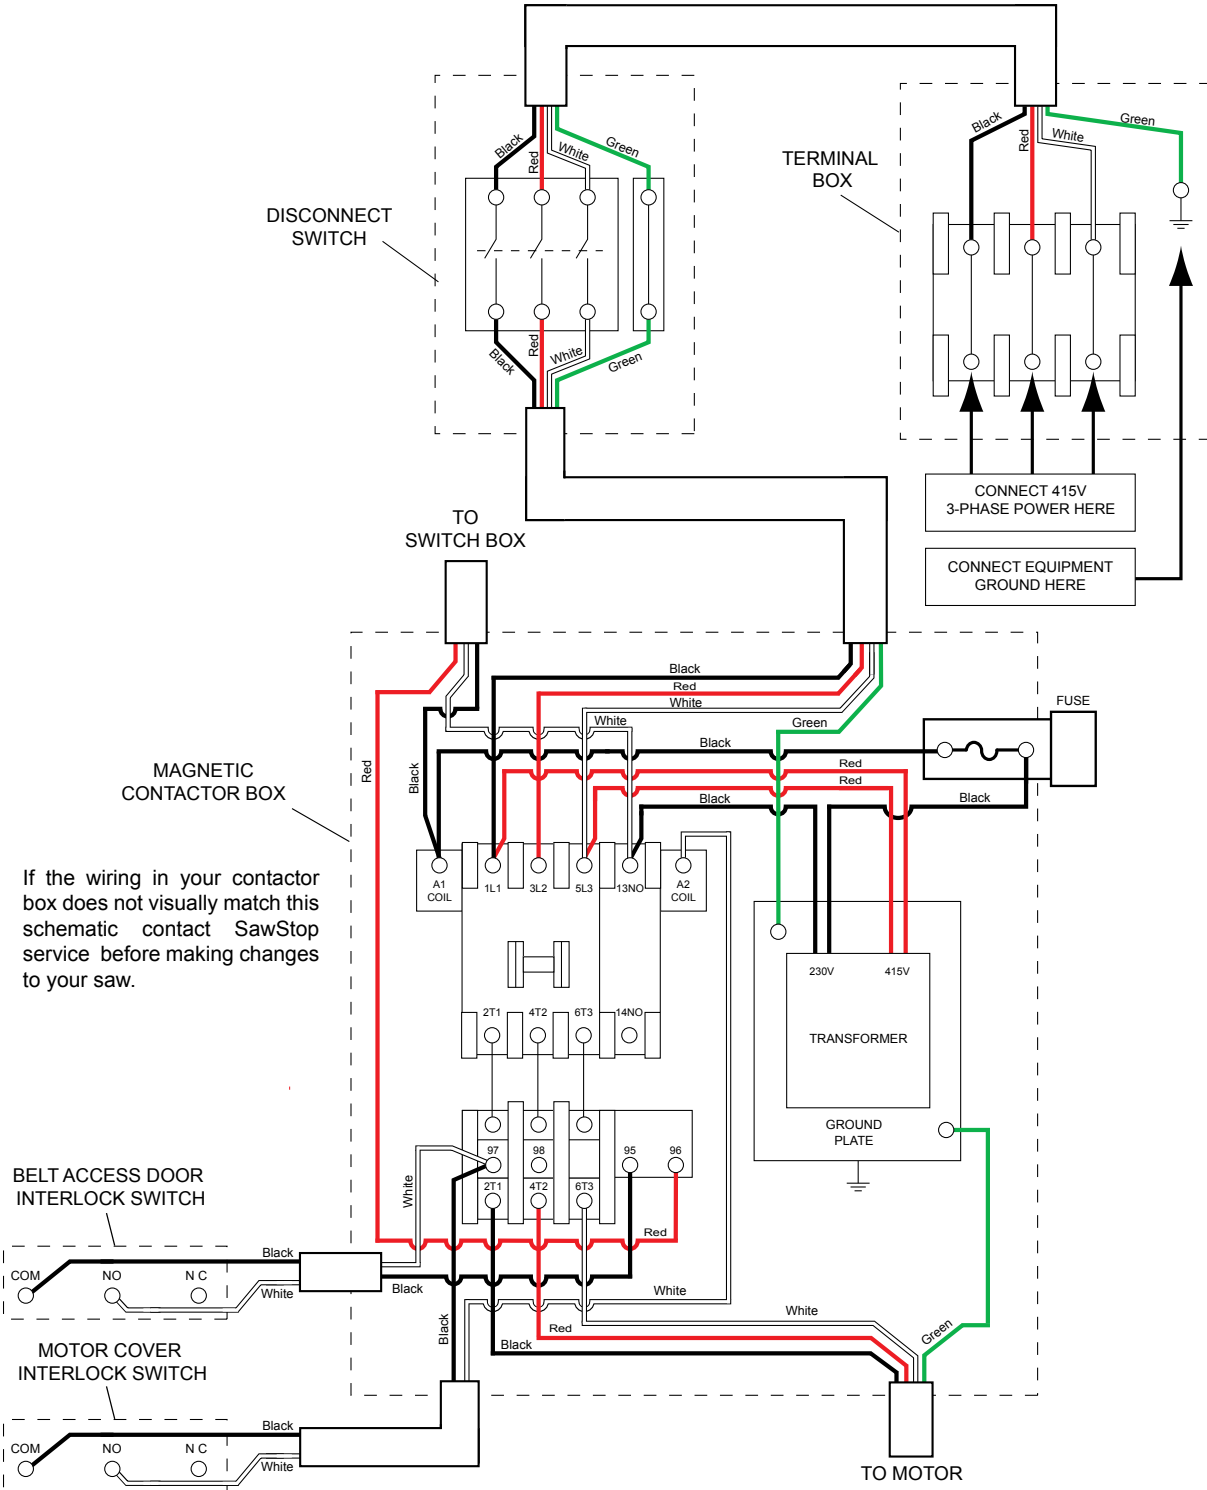 Black
Red
White
Green
DISCONNECT
SWITCH
Black
Red
White
Green
Black
Red
White
Green
TERMINAL
BOX
CONNECT 415V
3-PHASE POWER HERE
CONNECT EQUIPMENT
GROUND HERE
TO
SWITCH BOX
Black
Red
White
White
Green
FUSE
Black
Red
Red
Black
Black
Red
Black
MAGNETIC
CONTACTOR BOX
If the wiring in your contactor
box does not visually match this
schematic contact SawStop
service before making changes
to your saw.
A1
COIL
1L1
3L2
5L3
13NO
A2
COIL
2T1
4T2
6T3
14NO
230V
415V
TRANSFORMER
GROUND
PLATE
97
98
95
96
2T1
4T2
6T3
White
Red
BELT ACCESS DOOR
INTERLOCK SWITCH
COM
NO
N C
Black
White
Black
White
White
Red
Black
Black
Green
MOTOR COVER
INTERLOCK SWITCH
COM
NO
N C
Black
White
TO MOTOR